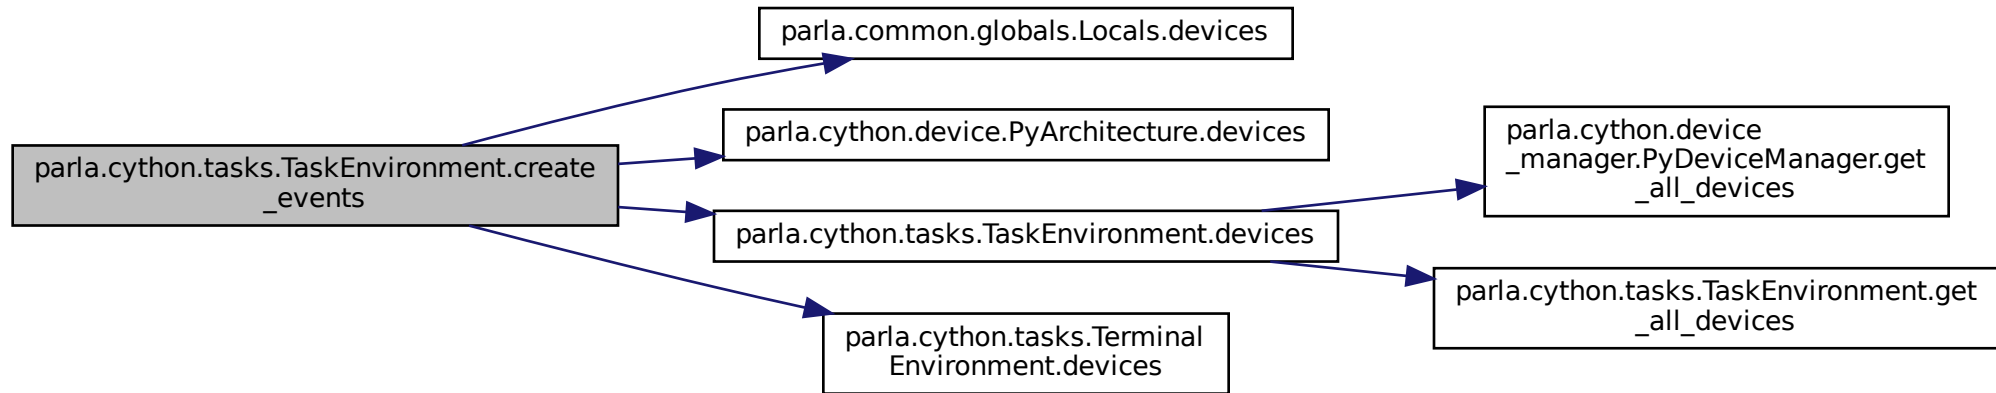 parla.cython.tasks.TaskEnvironment.create
_events
parla.common.globals.Locals.devices
parla.cython.device.PyArchitecture.devices
parla.cython.tasks.TaskEnvironment.devices
parla.cython.tasks.Terminal
Environment.devices
parla.cython.device
_manager.PyDeviceManager.get
_all_devices
parla.cython.tasks.TaskEnvironment.get
_all_devices